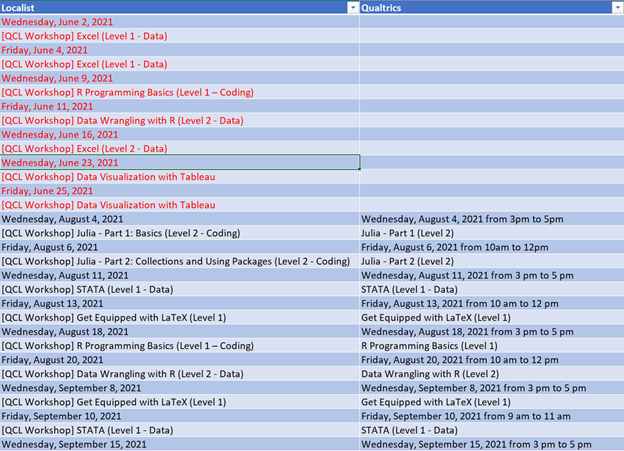 Localist Qualtrics
Wednesday, June 2, 2021
[QCL Workshop] Excel (Level 1 - Data)
Friday, June 4, 2021
[QCL Workshop] Excel (Level 1 - Data)
Wednesday, June 9, 2021
[QCL Workshop] R Programming Basics (Level 1 – Coding)
Friday, June 11, 2021
[QCL Workshop] Data Wrangling with R (Level 2 - Data)
Wednesday, June 16, 2021
[QCL Workshop] Excel (Level 2 - Data)
Wednesday, June 23, 2021
[QCL Workshop] Data Visualization with Tableau
Friday, June 25, 2021
[QCL Workshop] Data Visualization with Tableau
Wednesday, August 4, 2021 Wednesday, August 4, 2021 from 3pm to 5pm
[QCL Workshop] Julia - Part 1: Basics (Level 2 - Coding) Julia - Part 1 (Level 2)
Friday, August 6, 2021 Friday, August 6, 2021 from 10am to 12pm
[QCL Workshop] Julia - Part 2: Collections and Using Packages (Level 2 - Coding) Julia - Part 2 (Level 2)
Wednesday, August 11, 2021 Wednesday, August 11, 2021 from 3 pm to 5 pm
[QCL Workshop] STATA (Level 1 - Data) STATA (Level 1 - Data)
Friday, August 13, 2021 Friday, August 13, 2021 from 10 am to 12 pm
[QCL Workshop] Get Equipped with LaTeX (Level 1) Get Equipped with LaTeX (Level 1)
Wednesday, August 18, 2021 Wednesday, August 18, 2021 from 3 pm to 5 pm
[QCL Workshop] R Programming Basics (Level 1 – Coding) R Programming Basics (Level 1)
Friday, August 20, 2021 Friday, August 20, 2021 from 10 am to 12 pm
[QCL Workshop] Data Wrangling with R (Level 2 - Data) Data Wrangling with R (Level 2)
Wednesday, September 8, 2021 Wednesday, September 8, 2021 from 3 pm to 5 pm
[QCL Workshop] Get Equipped with LaTeX (Level 1) Get Equipped with LaTeX (Level 1)
Friday, September 10, 2021 Friday, September 10, 2021 from 9 am to 11 am
[QCL Workshop] STATA (Level 1 - Data) STATA (Level 1 - Data)
Wednesday, September 15, 2021 Wednesday, September 15, 2021 from 3 pm to 5 pm